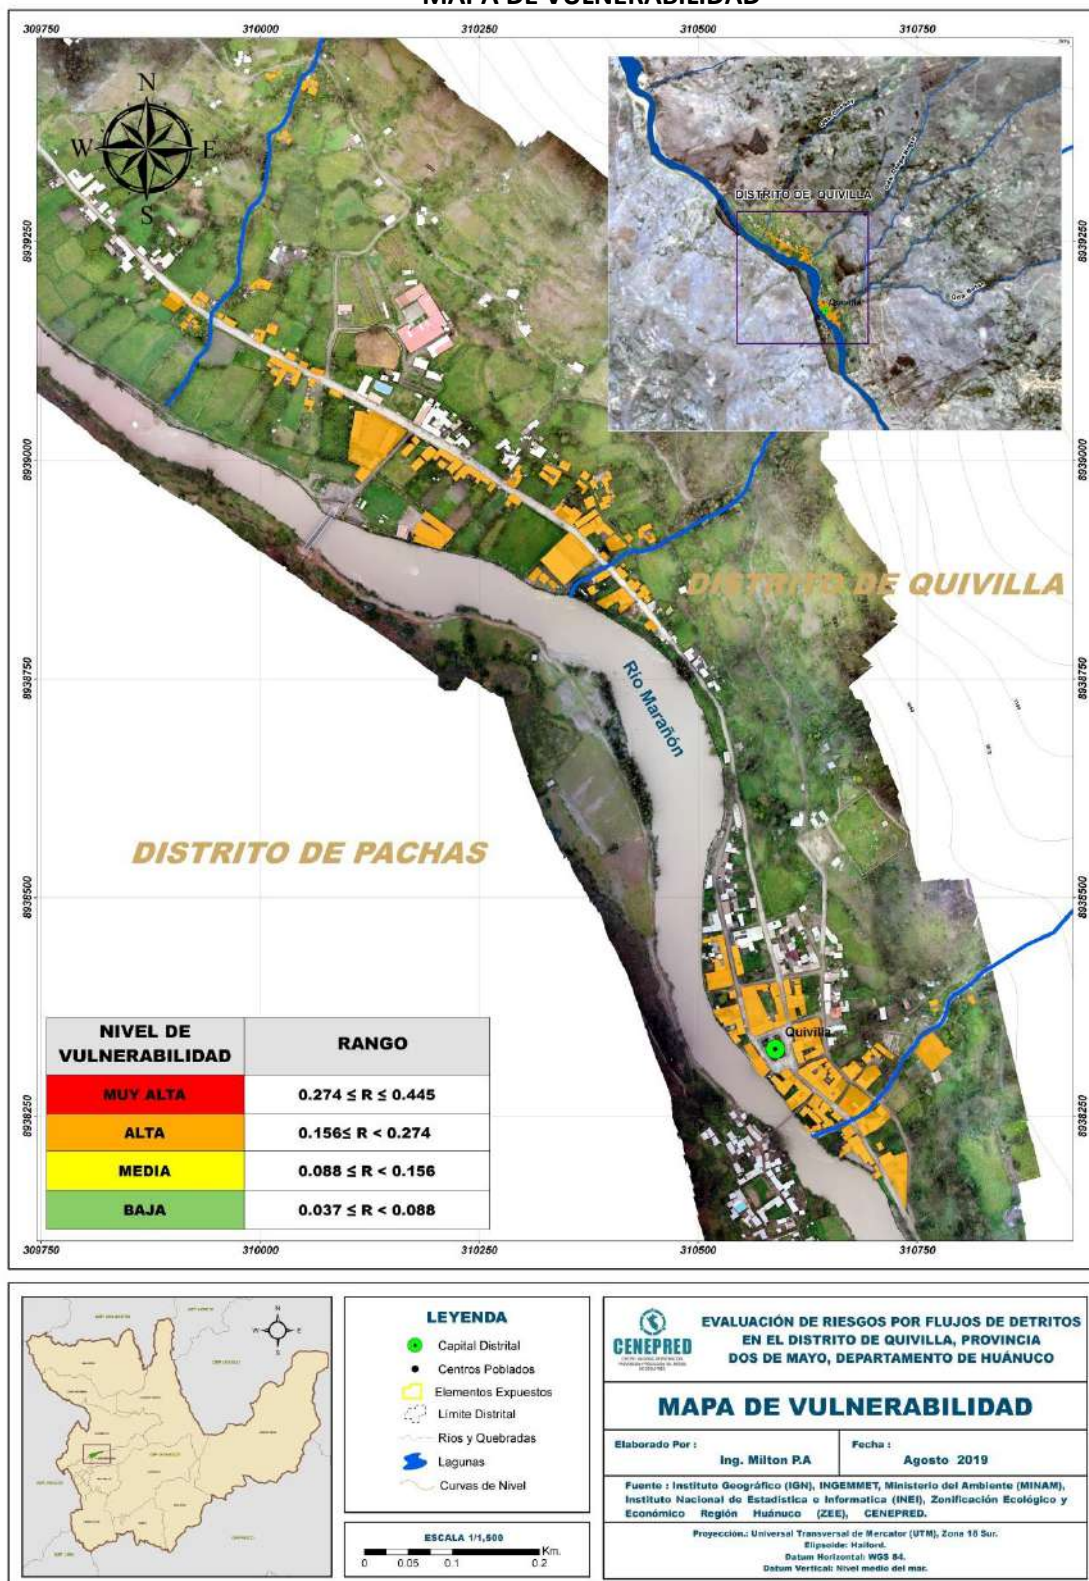 MAPA DE VULNERABILIDAD
309750 310000 310250 310500 310750
N
W E
S
DISTRITO DE QUIVILLA
Quivilla
8939250 8939250
8939000 8939000
DISTRITO DE QUIVILLA
Río Marañón
8938750 8938750
DISTRITO DE PACHAS
8938500 8938500
Quivilla
8938250 8938250
NIVEL DE VULNERABILIDAD RANGO
MUY ALTA 0.274 ≤ R ≤ 0.445
ALTA 0.156≤ R < 0.274
MEDIA 0.088 ≤ R < 0.156
BAJA 0.037 ≤ R < 0.088
309750 310000 310250 310500 310750
N
W E
S
LEYENDA
Capital Distrital
Centros Poblados
Elementos Expuestos
Límite Distrital
Ríos y Quebradas
Lagunas
Curvas de Nivel
ESCALA 1/1,500
Km.
0 0.05 0.1 0.2
CENEPRED
EVALUACIÓN DE RIESGOS POR FLUJOS DE DETRITOS
EN EL DISTRITO DE QUIVILLA, PROVINCIA
DOS DE MAYO, DEPARTAMENTO DE HUÁNUCO
MAPA DE VULNERABILIDAD
Elaborado Por :
Ing. Milton P.A
Fecha :
Agosto 2019
Fuente : Instituto Geográfico (IGN), INGEMMET, Ministerio del Ambiente (MINAM),
Instituto Nacional de Estadística e Informatica (INEI), Zonificación Ecológico y
Económico Región Huánuco (ZEE), CENEPRED.
Proyección.: Universal Transversal de Mercator (UTM), Zona 18 Sur.
Elipsoide: Haiford.
Datum Horizontal: WGS 84.
Datum Vertical: Nivel medio del mar.